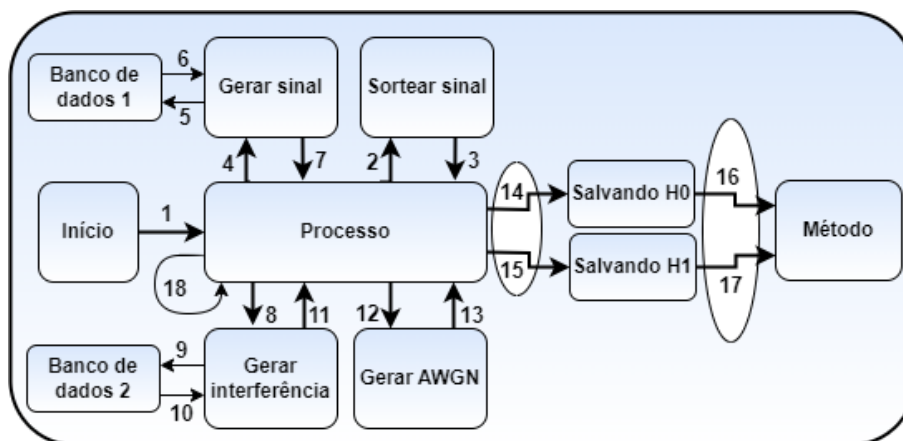 Banco de
dados 1
6
5
Gerar sinal
Sortear sinal
4
7
2
3
Início
1
Processo
14
15
Salvando H0
Salvando H1
16
17
Método
18
8
11
12
13
Banco de
dados 2
9
10
Gerar
interferência
Gerar AWGN